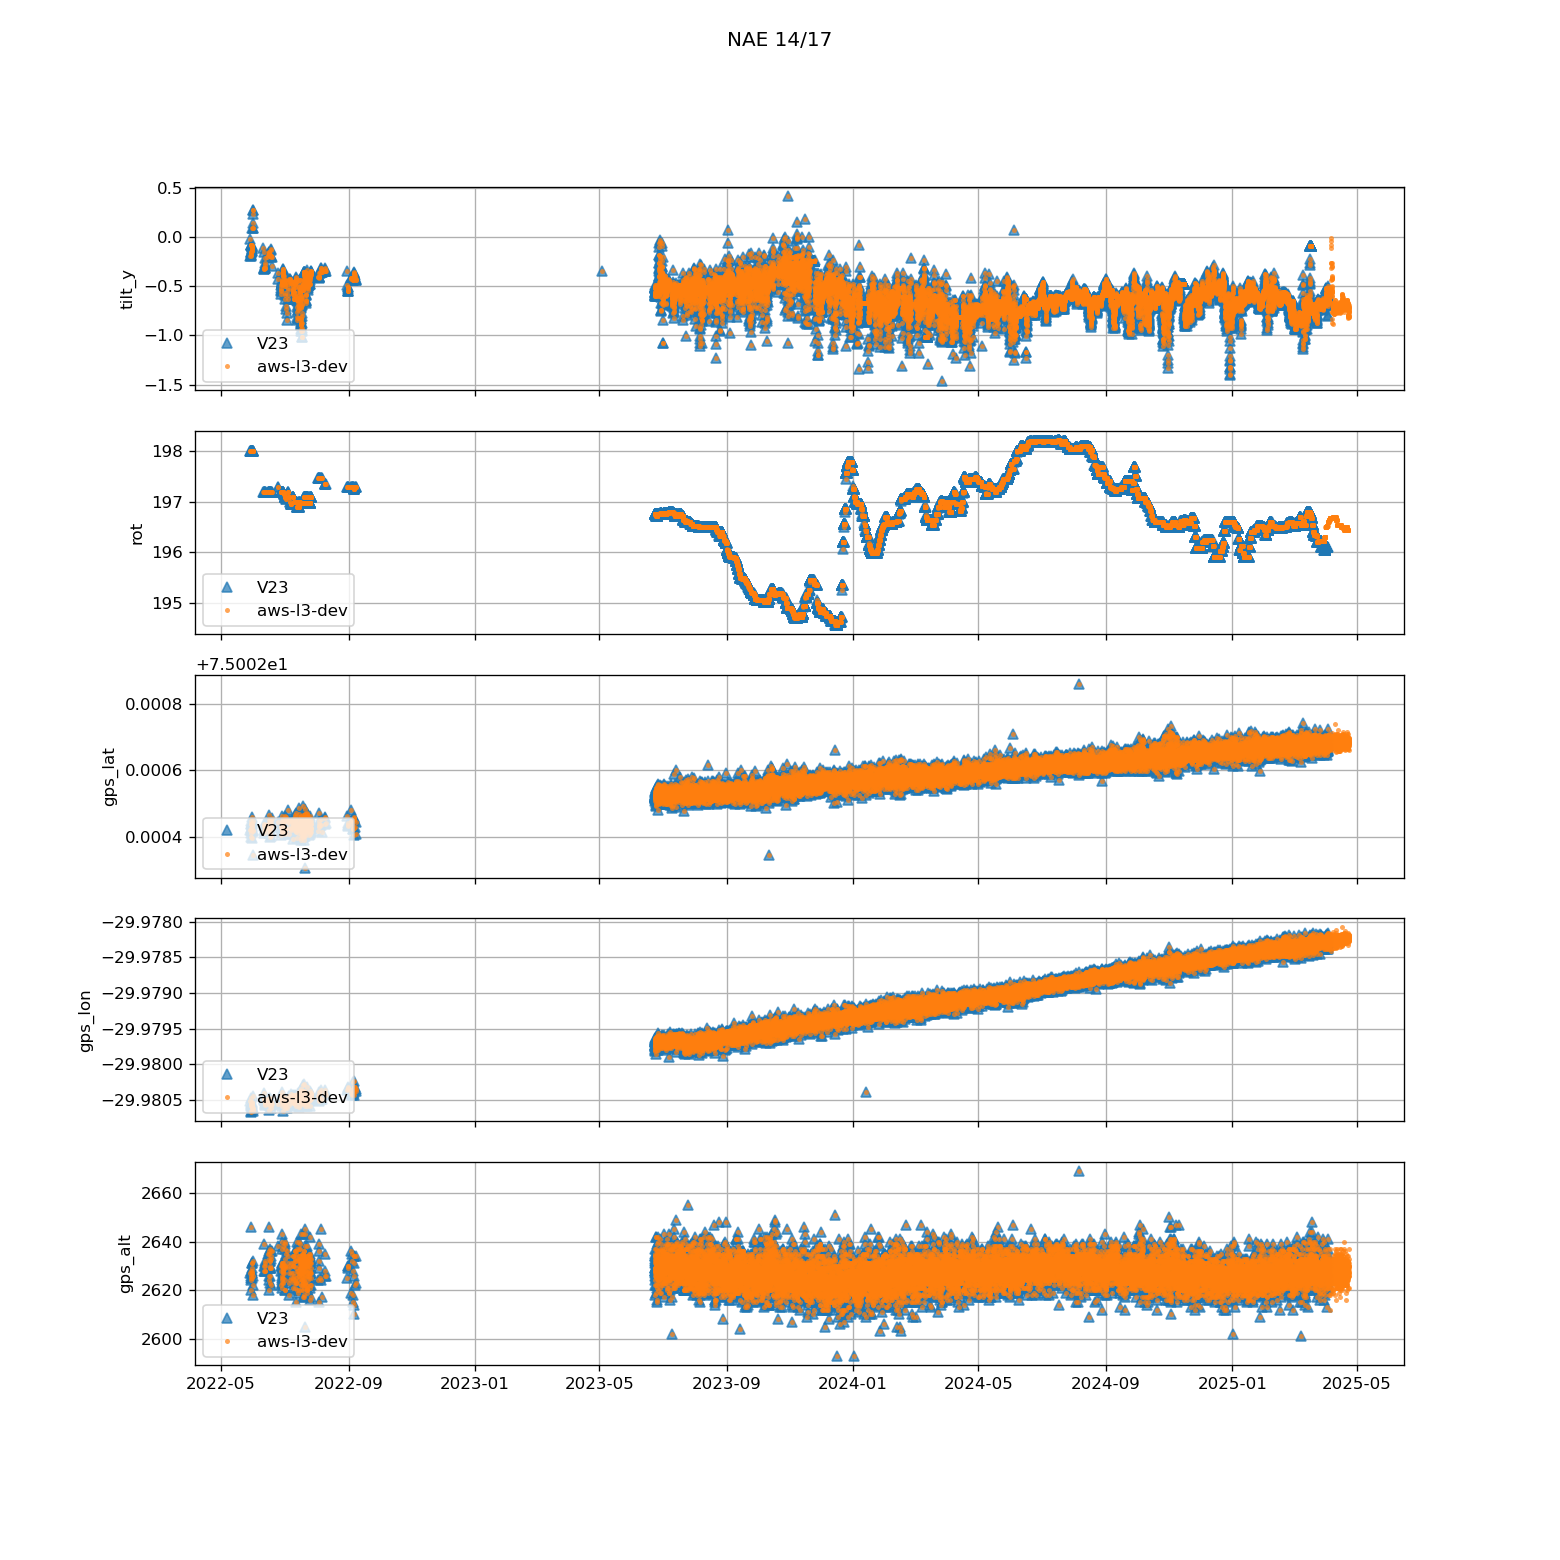 NAE 14/17
0.5
0.0
−0.5
−1.0
−1.5
tilt_y
V23
aws-l3-dev
198
197
196
195
rot
V23
aws-l3-dev
+7.5002e1
0.0008
0.0006
0.0004
gps_lat
V23
aws-l3-dev
−29.9780
−29.9785
−29.9790
−29.9795
−29.9800
−29.9805
gps_lon
V23
aws-l3-dev
2660
2640
2620
2600
gps_alt
V23
aws-l3-dev
2022-05 2022-09 2023-01 2023-05 2023-09 2024-01 2024-05 2024-09 2025-01 2025-05